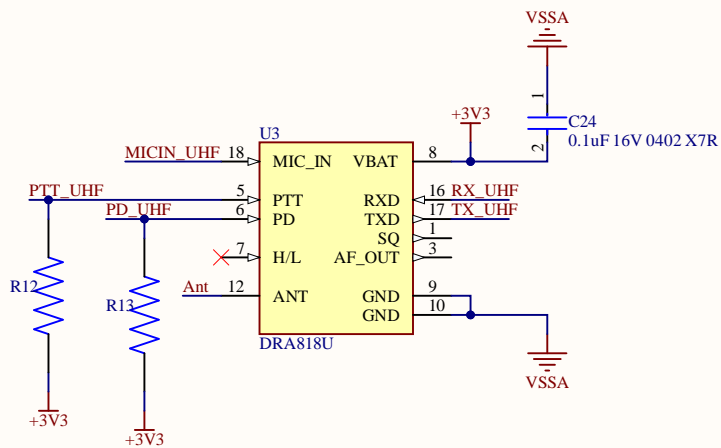 VSSA
1
C24
+3V3
0.1uF 16V 0402 X7R
2
U3
MICIN_UHF 18 MIC_IN VBAT 8
PTT_UHF 5 PTT RXD 16 RX_UHF
PD_UHF 6 PD TXD 17 TX_UHF
SQ 1
7 H/L AF_OUT 3
R12 R13
Ant 12 ANT GND 9
GND 10
DRA818U
VSSA
+3V3
+3V3